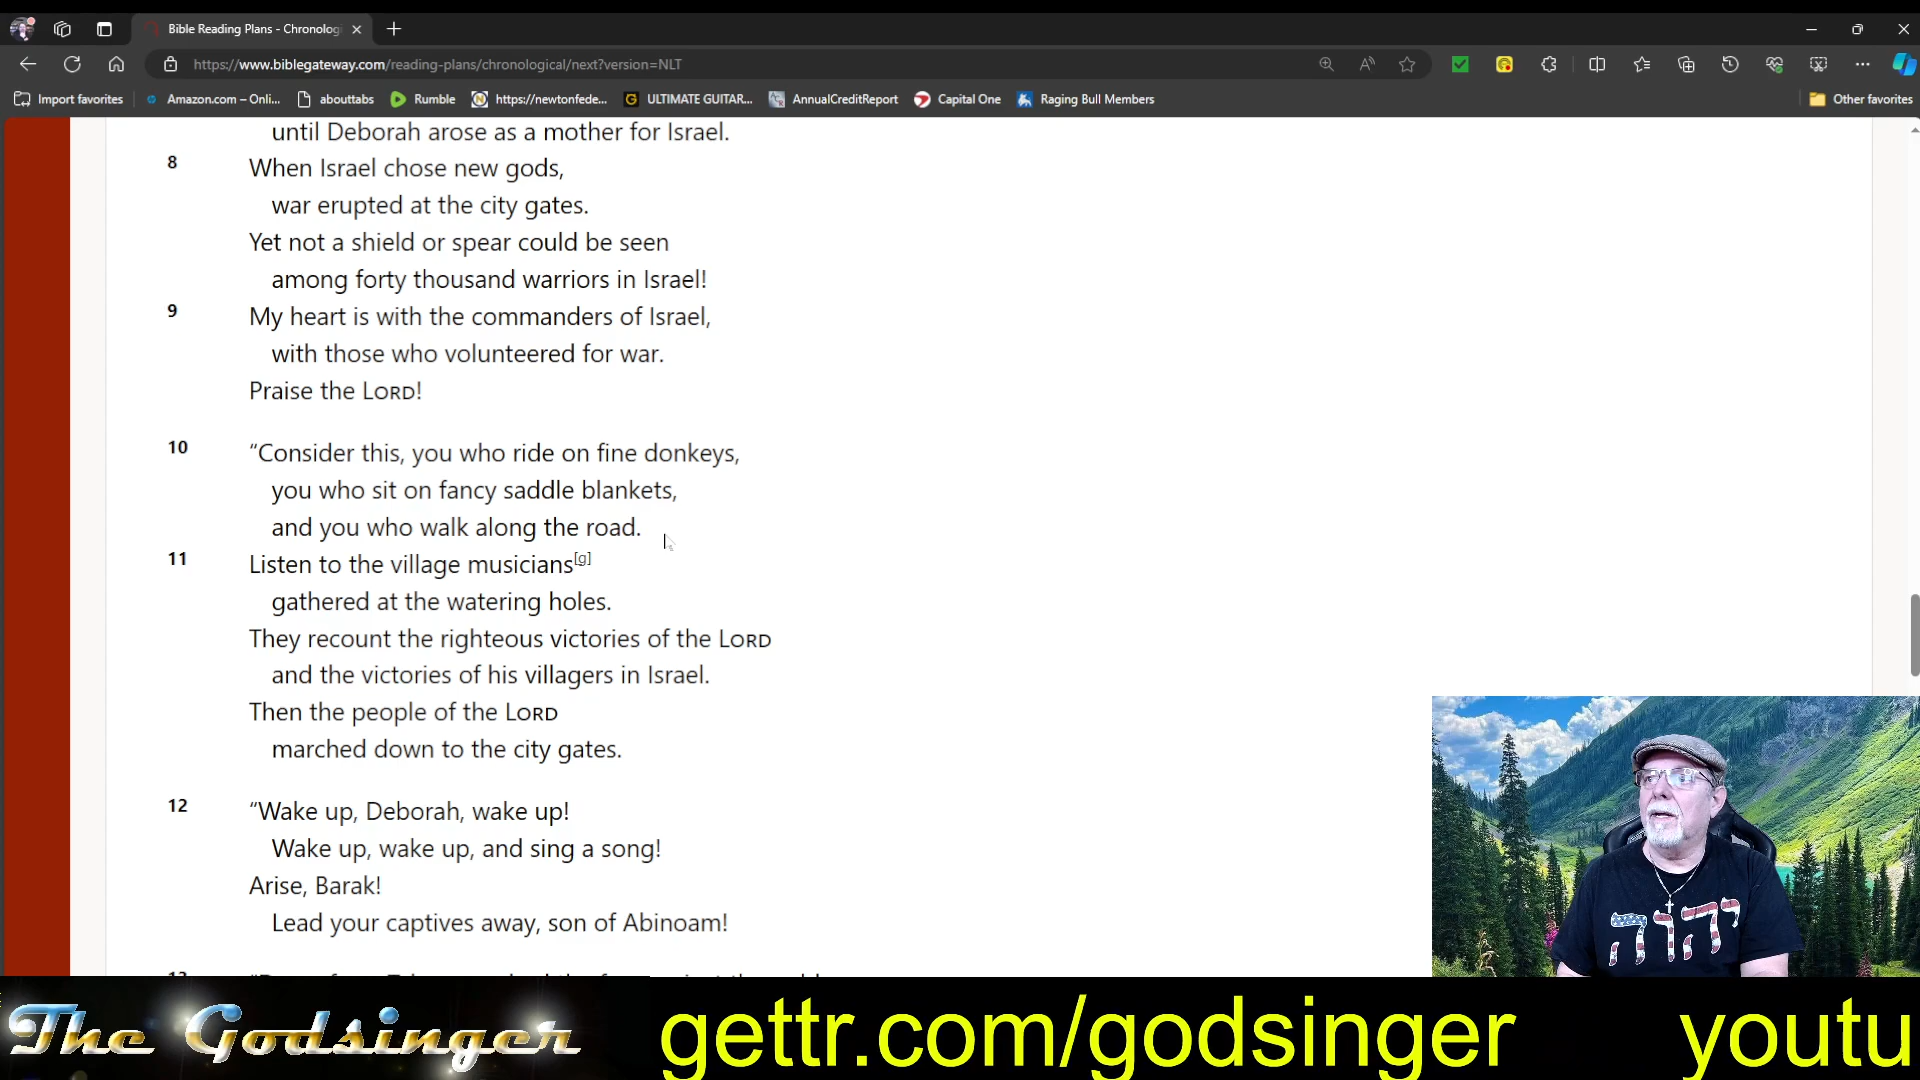 Bible Reading Plans - Chronologi
https://www.biblegateway.com/reading-plans/chronological/next?version=NLT
Import favorites
Amazon.com – Onli...
abouttabs
Rumble
https://newtonfede...
ULTIMATE GUITAR...
AnnualCreditReport
Capital One
Raging Bull Members
Other favorites
until Deborah arose as a mother for Israel.
8 When Israel chose new gods,
war erupted at the city gates.
Yet not a shield or spear could be seen
among forty thousand warriors in Israel!
9 My heart is with the commanders of Israel,
with those who volunteered for war.
Praise the LORD!
10 “Consider this, you who ride on fine donkeys,
you who sit on fancy saddle blankets,
and you who walk along the road.
11 Listen to the village musicians[g]
gathered at the watering holes.
They recount the righteous victories of the LORD
and the victories of his villagers in Israel.
Then the people of the LORD
marched down to the city gates.
12 “Wake up, Deborah, wake up!
Wake up, wake up, and sing a song!
Arise, Barak!
Lead your captives away, son of Abinoam!
יהוה
The Godsinger
gettr.com/godsinger
youtu